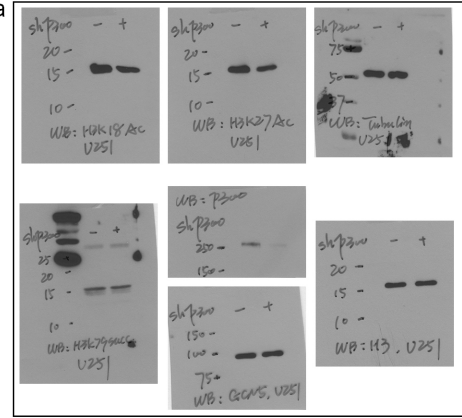 a
shp300 - +
20 -
15 -
10 -
WB: H3K18Ac
U251
shp300 - +
20 -
15 -
10 -
WB: H3K27Ac
U251
shp300 - +
75
50
37
WB: Tubulin
U251
shp300 - +
25
20
15 -
10 -
WB: H3K79succ
U251
WB: P300
shp300
250 -
150 -
shp300 - +
150 -
100 -
75
WB: GCN5, U251
shp300 - +
20 -
15 -
10 -
WB: H3, U251